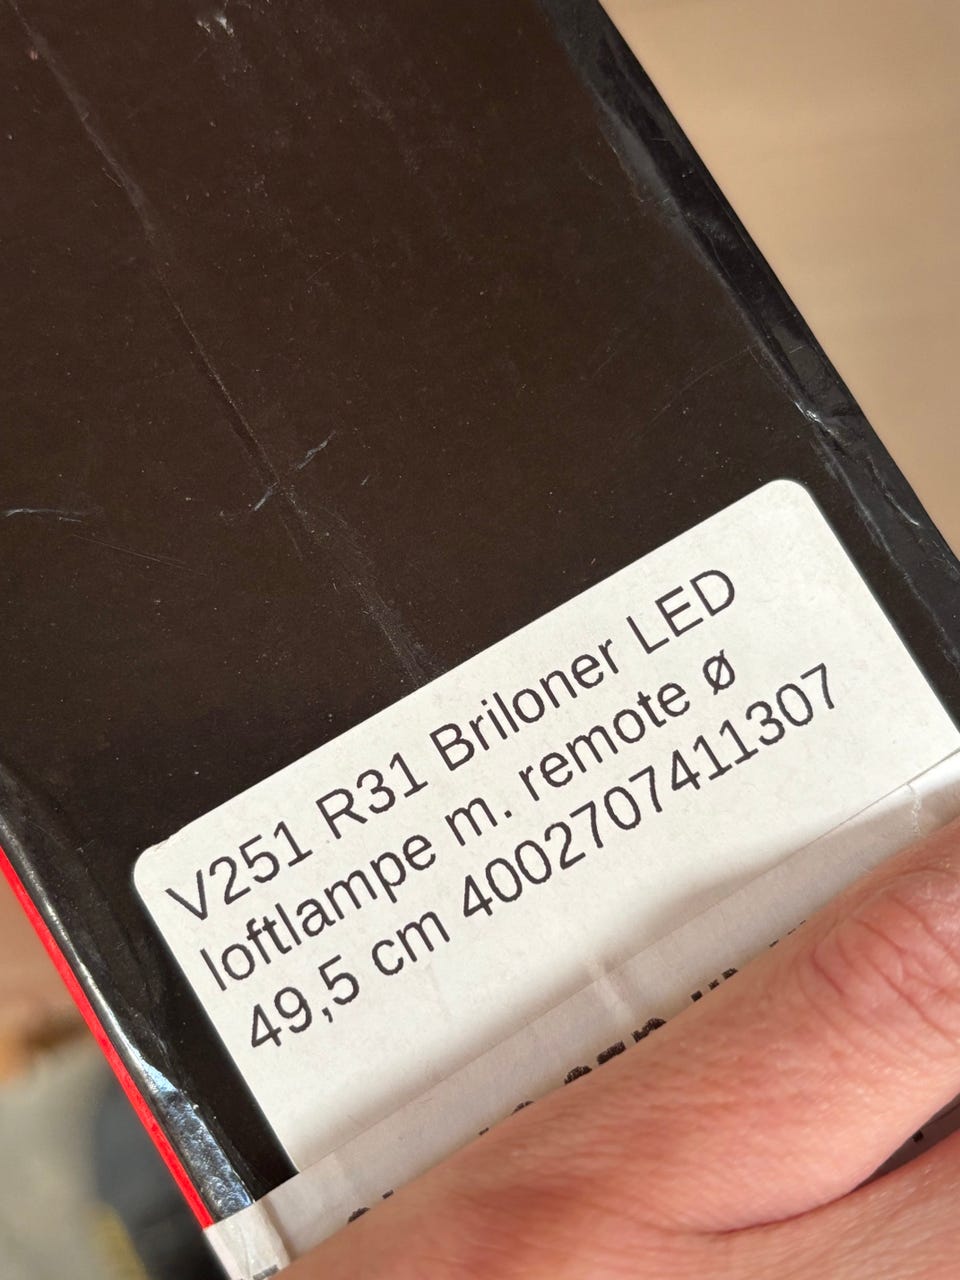 V251 R31 Briloner LED
loftlampe m. remote ø
49,5 cm 4002707411307